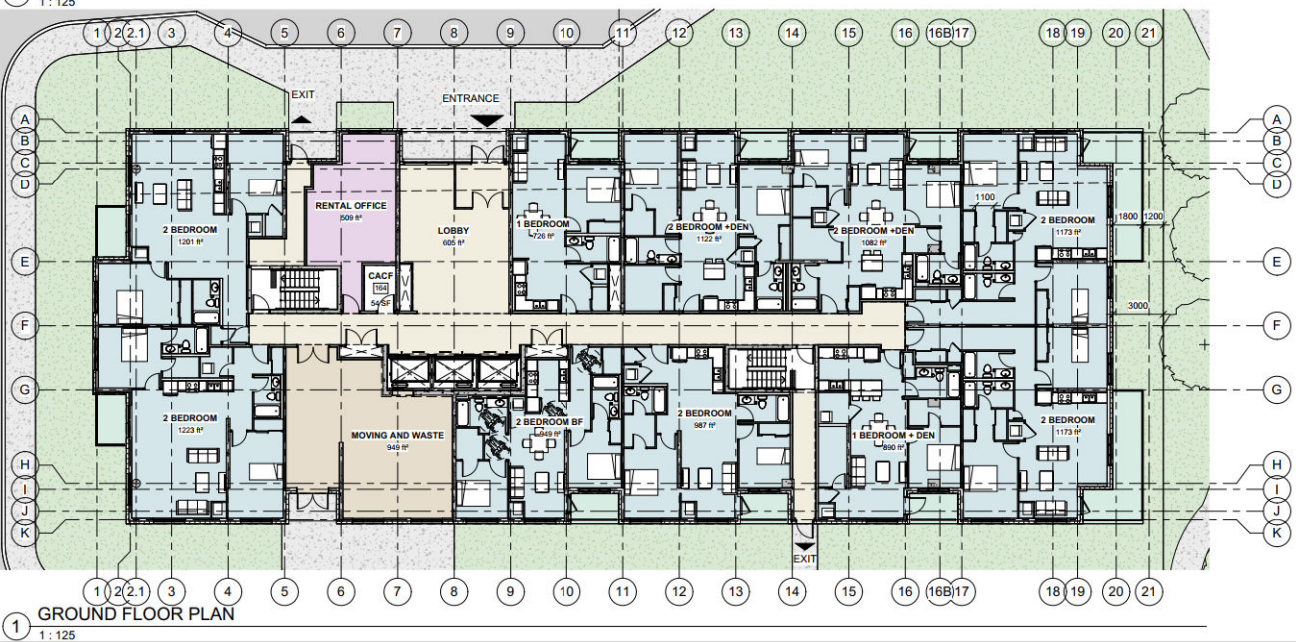 1 : 125
1 2 2.1 3 4 5 6 7 8 9 10 11 12 13 14 15 16 16B 17 18 19 20 21
EXIT
ENTRANCE
A A
B B
C C
D D
RENTAL OFFICE
509 ft²
2 BEDROOM
1201 ft²
LOBBY
605 ft²
1 BEDROOM
726 ft²
2 BEDROOM +DEN
1122 ft²
2 BEDROOM +DEN
1082 ft²
1100
2 BEDROOM
1173 ft²
1800
1200
E E
CACF
164
54 SF
3000
F F
G G
2 BEDROOM
1223 ft²
MOVING AND WASTE
949 ft²
2 BEDROOM BF
949 ft²
2 BEDROOM
987 ft²
1 BEDROOM + DEN
890 ft²
2 BEDROOM
1173 ft²
H H
I I
J J
K K
EXIT
1 2 2.1 3 4 5 6 7 8 9 10 11 12 13 14 15 16 16B 17 18 19 20 21
1 GROUND FLOOR PLAN
1 : 125